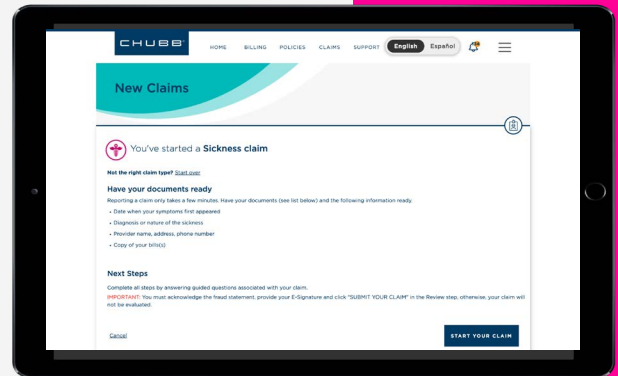 CHUBB
HOME BILLING POLICIES CLAIMS SUPPORT English Español
New Claims
You've started a Sickness claim
Not the right claim type? Start over
Have your documents ready
Reporting a claim only takes a few minutes. Have your documents (see list below) and the following information ready.
• Date when your symptoms first appeared
• Diagnosis or nature of the sickness
• Provider name, address, phone number
• Copy of your bills(s)
Next Steps
Complete all steps by answering guided questions associated with your claim.
IMPORTANT: You must acknowledge the fraud statement, provide your E-Signature and click "SUBMIT YOUR CLAIM" in the Review step, otherwise, your claim will
not be evaluated.
Cancel
START YOUR CLAIM